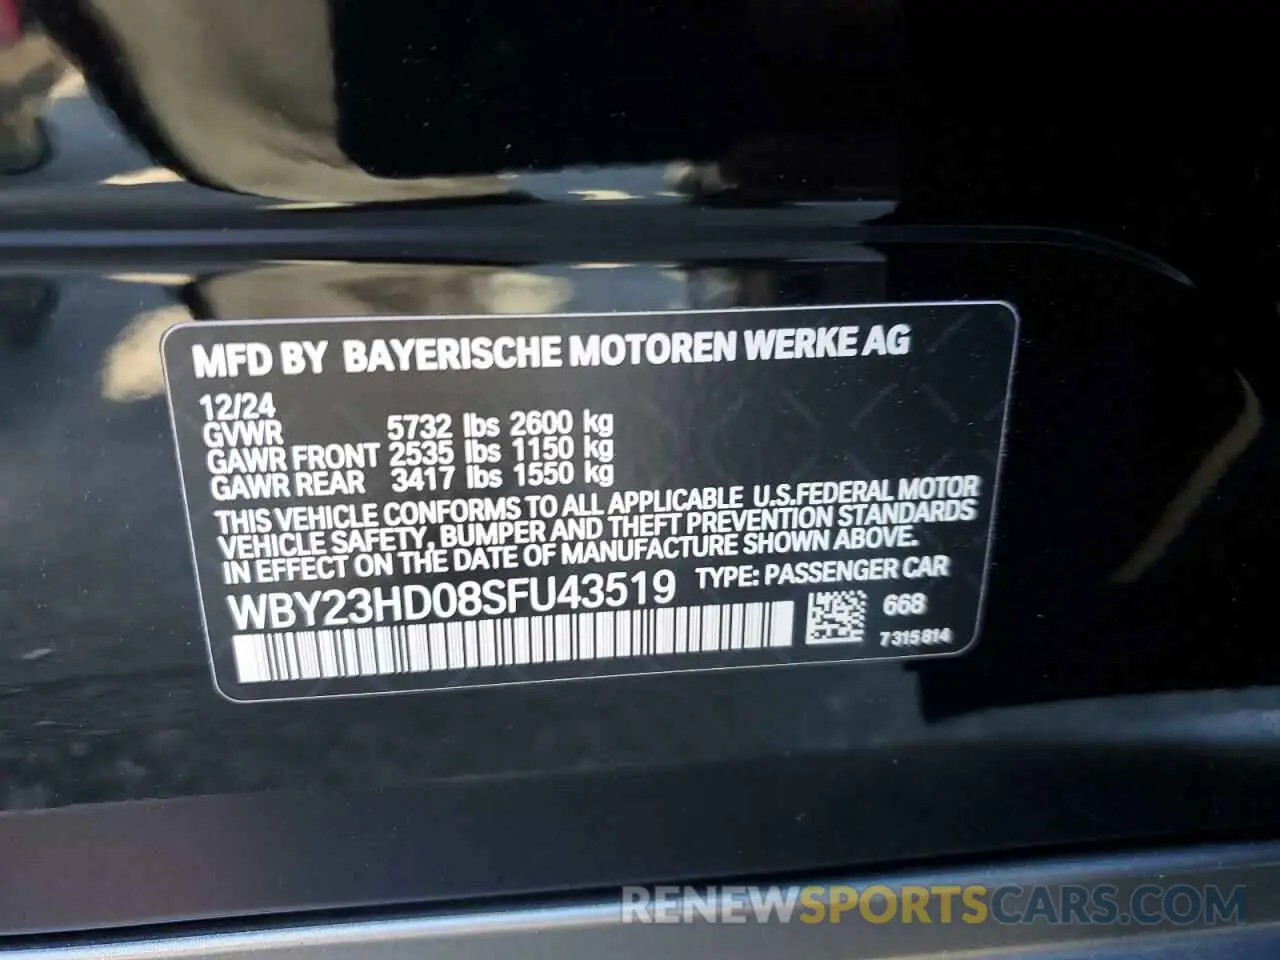 MFD BY BAYERISCHE MOTOREN WERKE AG
12/24
GVWR 5732 lbs 2600 kg
GAWR FRONT 2535 lbs 1150 kg
GAWR REAR 3417 lbs 1550 kg
THIS VEHICLE CONFORMS TO ALL APPLICABLE U.S.FEDERAL MOTOR
VEHICLE SAFETY, BUMPER AND THEFT PREVENTION STANDARDS
IN EFFECT ON THE DATE OF MANUFACTURE SHOWN ABOVE.
WBY23HD08SFU43519 TYPE: PASSENGER CAR
668
7315814
RENEWSPORTSCARS.COM